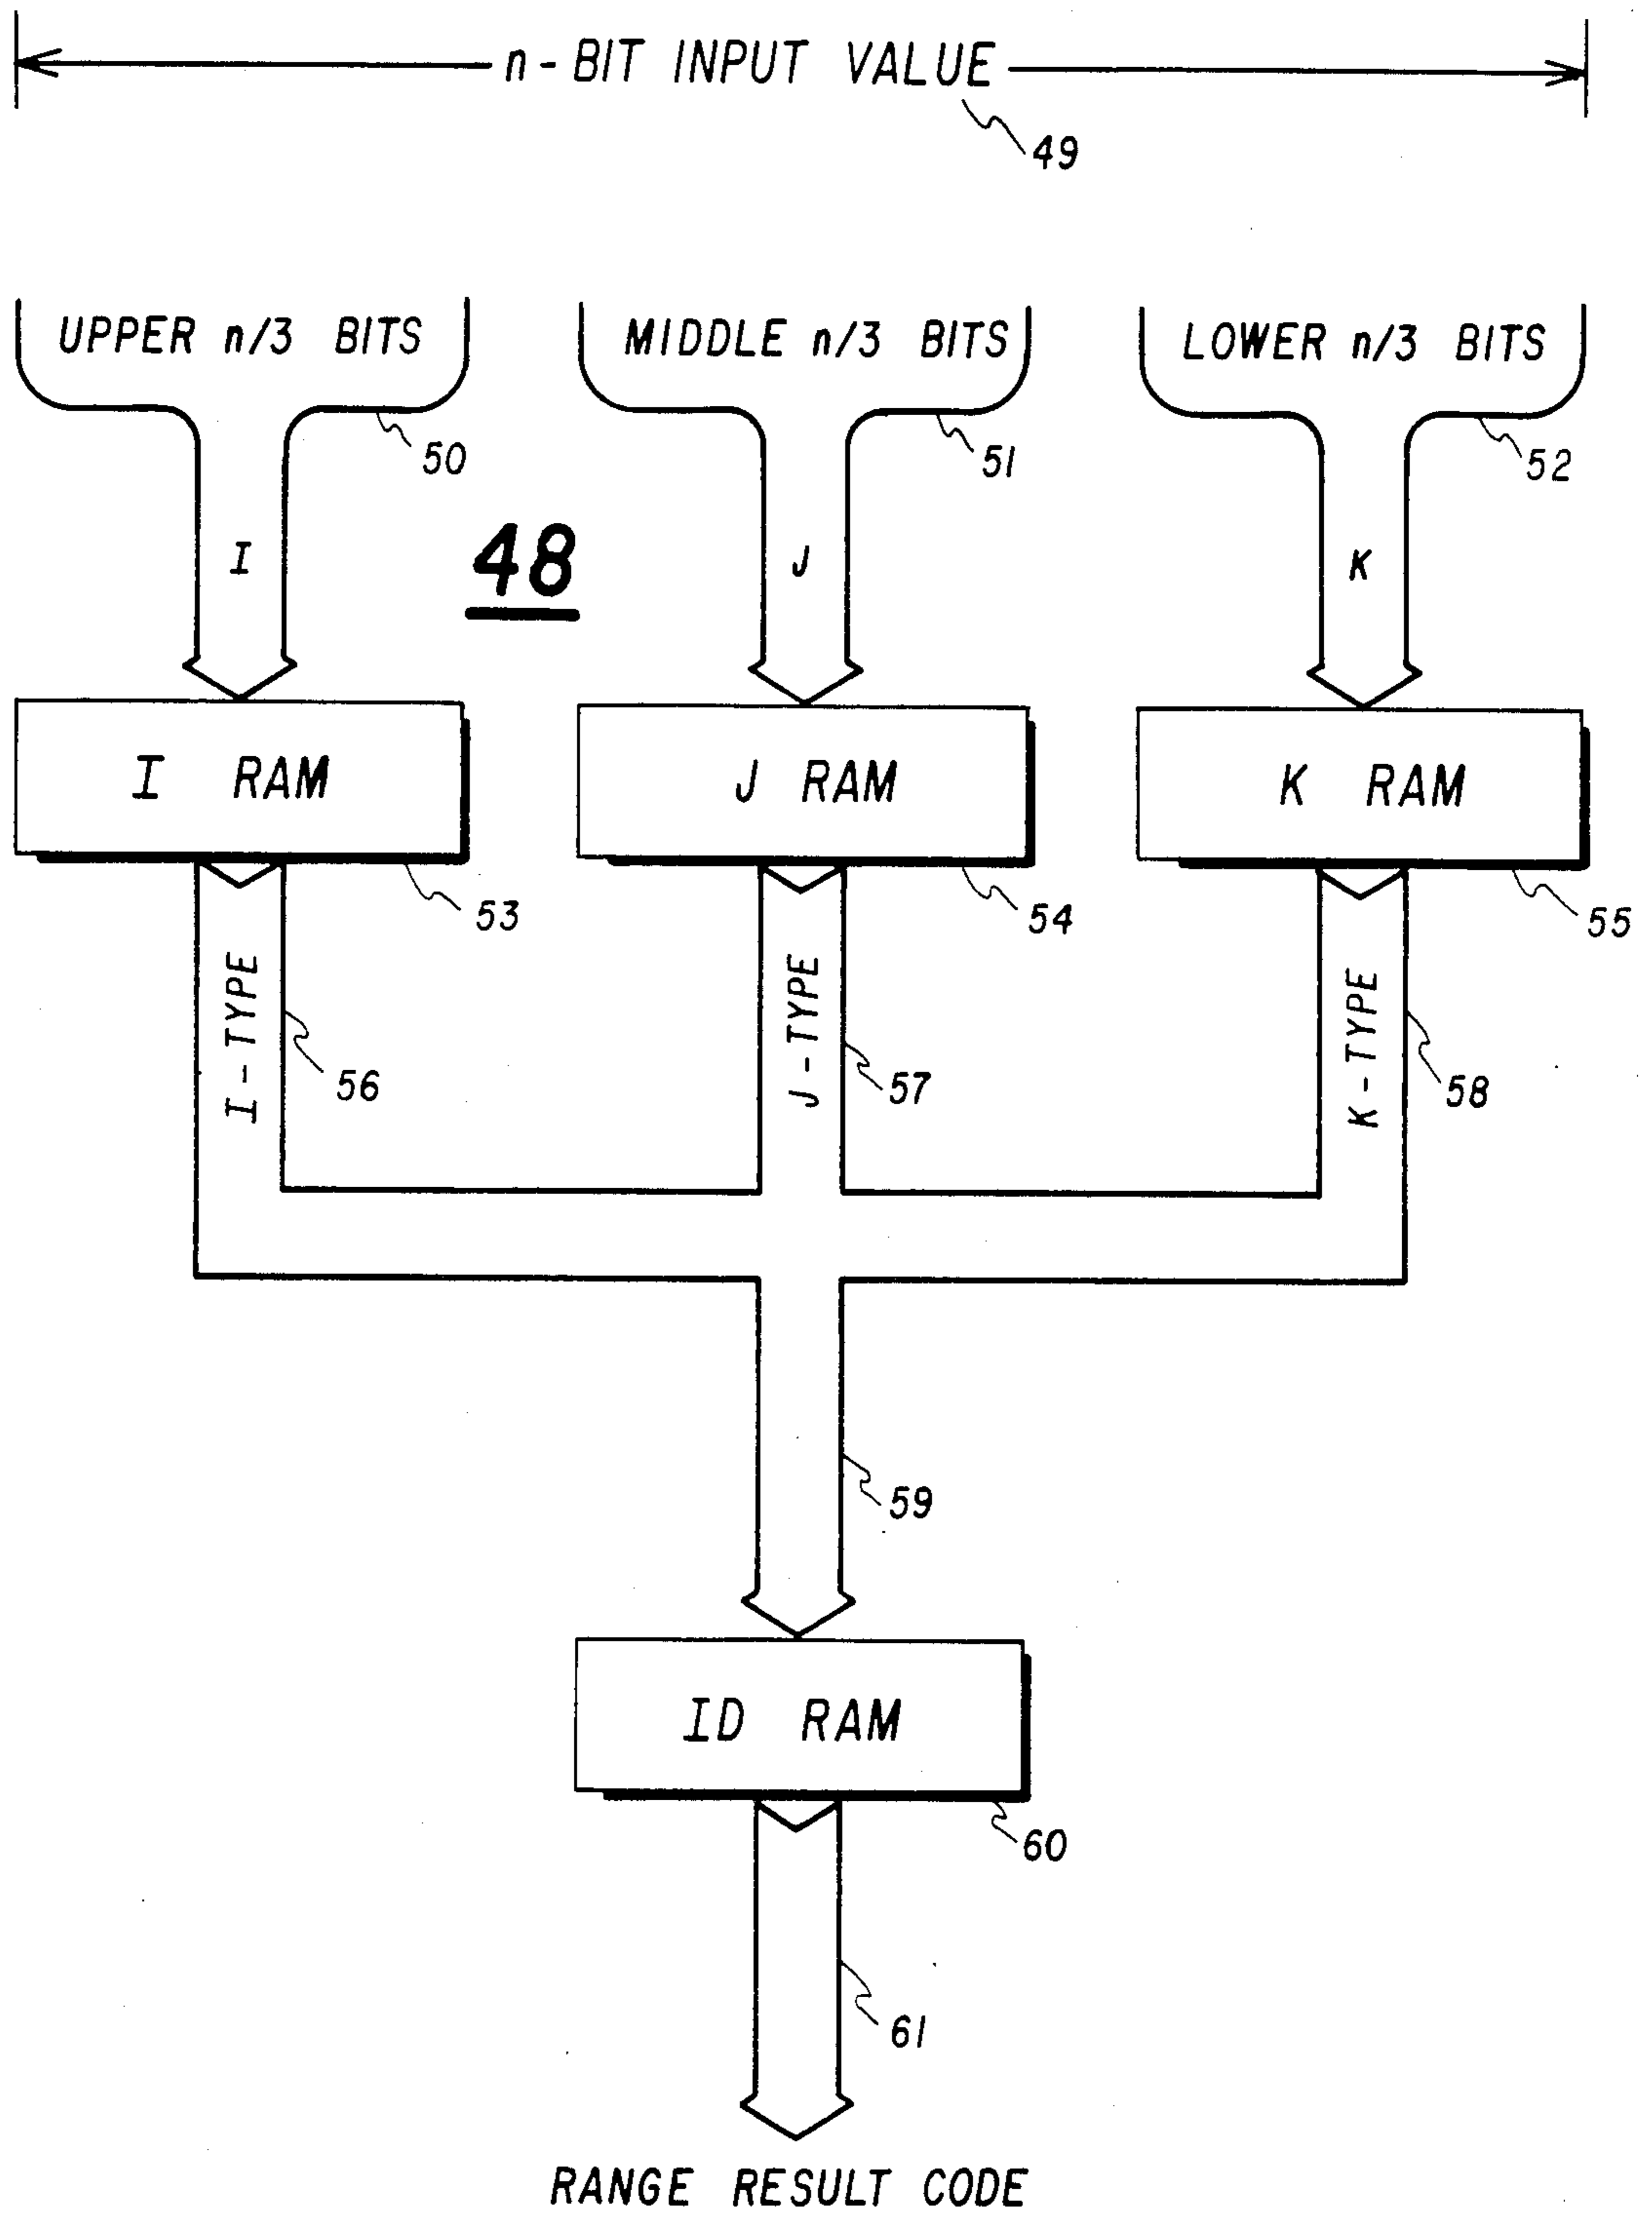 n-BIT INPUT VALUE
49
UPPER n/3 BITS
MIDDLE n/3 BITS
LOWER n/3 BITS
50
51
52
I
48
J
K
I RAM
J RAM
K RAM
53
54
55
I-TYPE
56
J-TYPE
57
K-TYPE
58
59
ID RAM
60
61
RANGE RESULT CODE